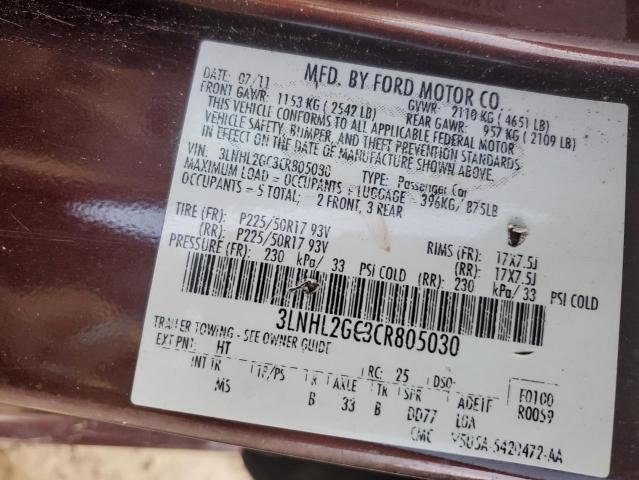 MFD. BY FORD MOTOR CO.
DATE: 07/11 GVWR: 2110 KG (4651 LB)
FRONT GAWR: 1153 KG (2542 LB) REAR GAWR: 957 KG (2109 LB)
THIS VEHICLE CONFORMS TO ALL APPLICABLE FEDERAL MOTOR
VEHICLE SAFETY, BUMPER, AND THEFT PREVENTION STANDARDS
IN EFFECT ON THE DATE OF MANUFACTURE SHOWN ABOVE.
VIN: 3LNHL2GC3CR805030 TYPE: Passenger Car
MAXIMUM LOAD = OCCUPANTS + LUGGAGE = 396KG/ 875LB
OCCUPANTS = 5 TOTAL; 2 FRONT, 3 REAR
TIRE (FR): P225/50R17 93V RIMS (FR): 17X7.5J
(RR): P225/50R17 93V (RR): 17X7.5J
PRESSURE (FR): 230 kPa/ 33 PSI COLD (RR): 230 kPa/ 33 PSI COLD
3LNHL2GC3CR805030
TRAILER TOWING - SEE OWNER GUIDE
EXT PNT: HT RC: 25 DSO: F0100
INT TR TP/PS R AXLE TR SPR R0059
M5 B 33 B DD77
CMC V5U5A-5420472-AA